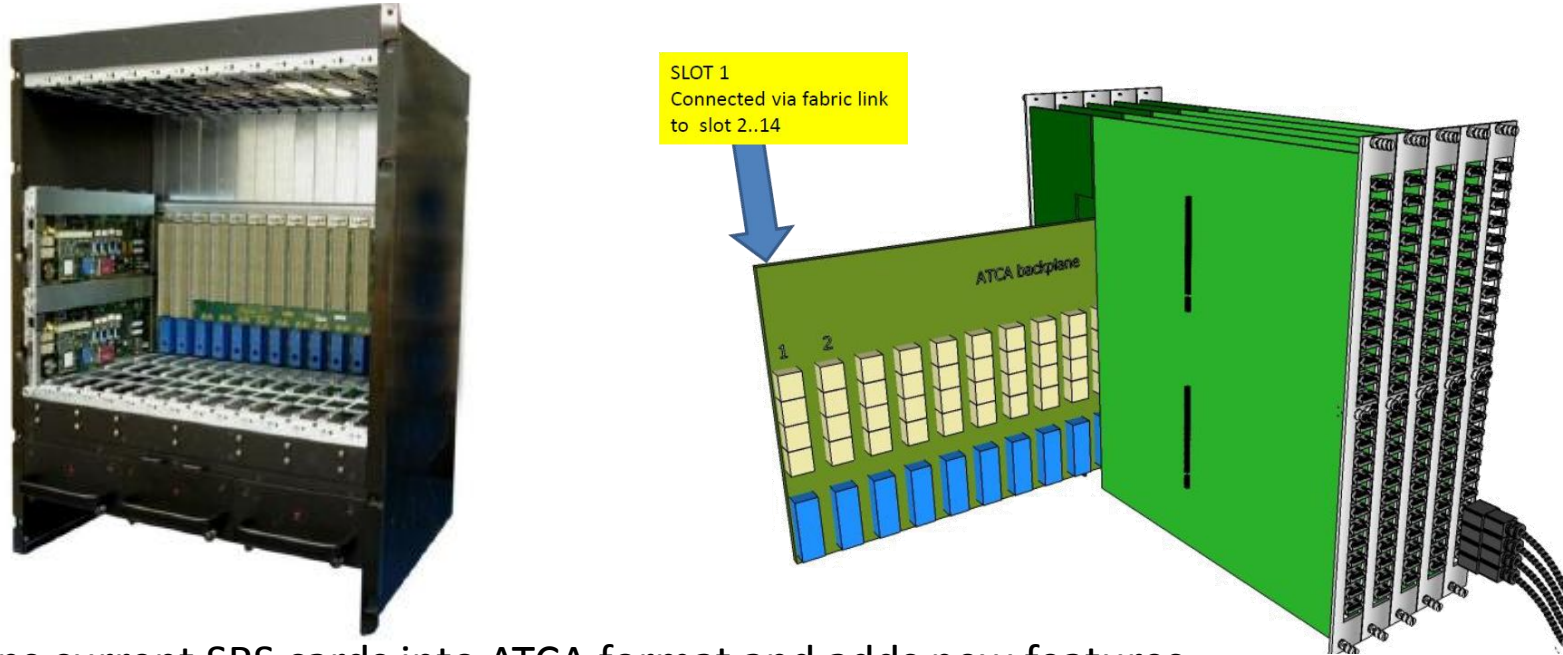 SLOT 1
Connected via fabric link
to slot 2..14
ATCA backplane
1 2
current SRS cards into ATCA format and adds new features